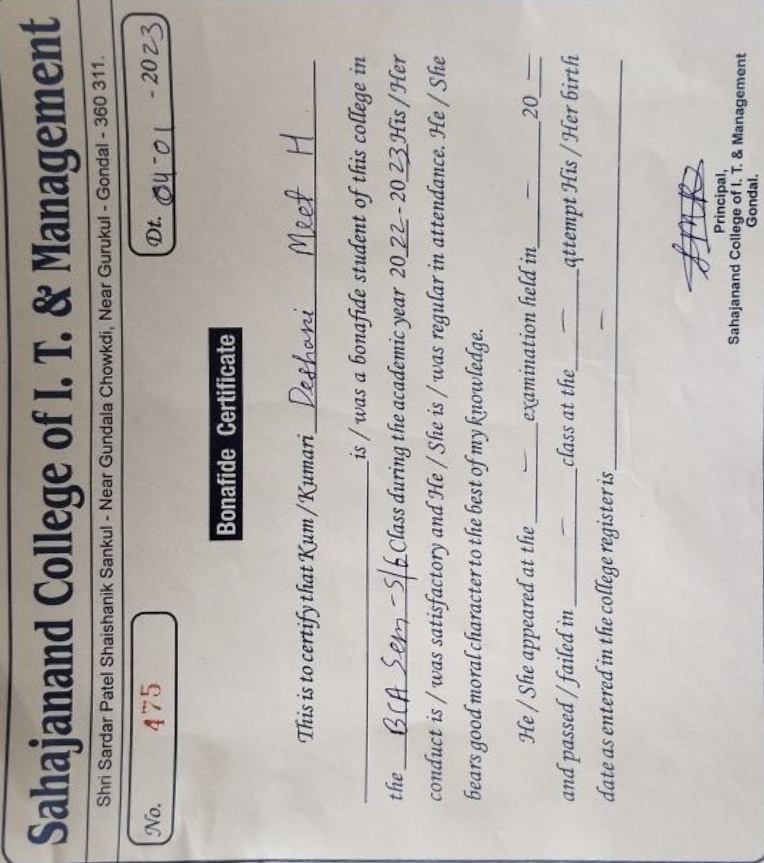 Sahajanand College of I. T. & Management
Shri Sardar Patel Shaishanik Sankul - Near Gundala Chowkdi, Near Gurukul - Gondal - 360 311.
No. 475 Dt. 04-01-2023
Bonafide Certificate
This is to certify that Kum/Kumari Deshani Meet H.
is / was a bonafide student of this college in
the BCA Sem-5/6 Class during the academic year 2022-2023 His / Her
conduct is / was satisfactory and He / She is / was regular in attendance. He / She
bears good moral character to the best of my knowledge.
He / She appeared at the - examination held in - 20 -
and passed / failed in - class at the - attempt His / Her birth
date as entered in the college register is -
Principal,
Sahajanand College of I. T. & Management
Gondal.